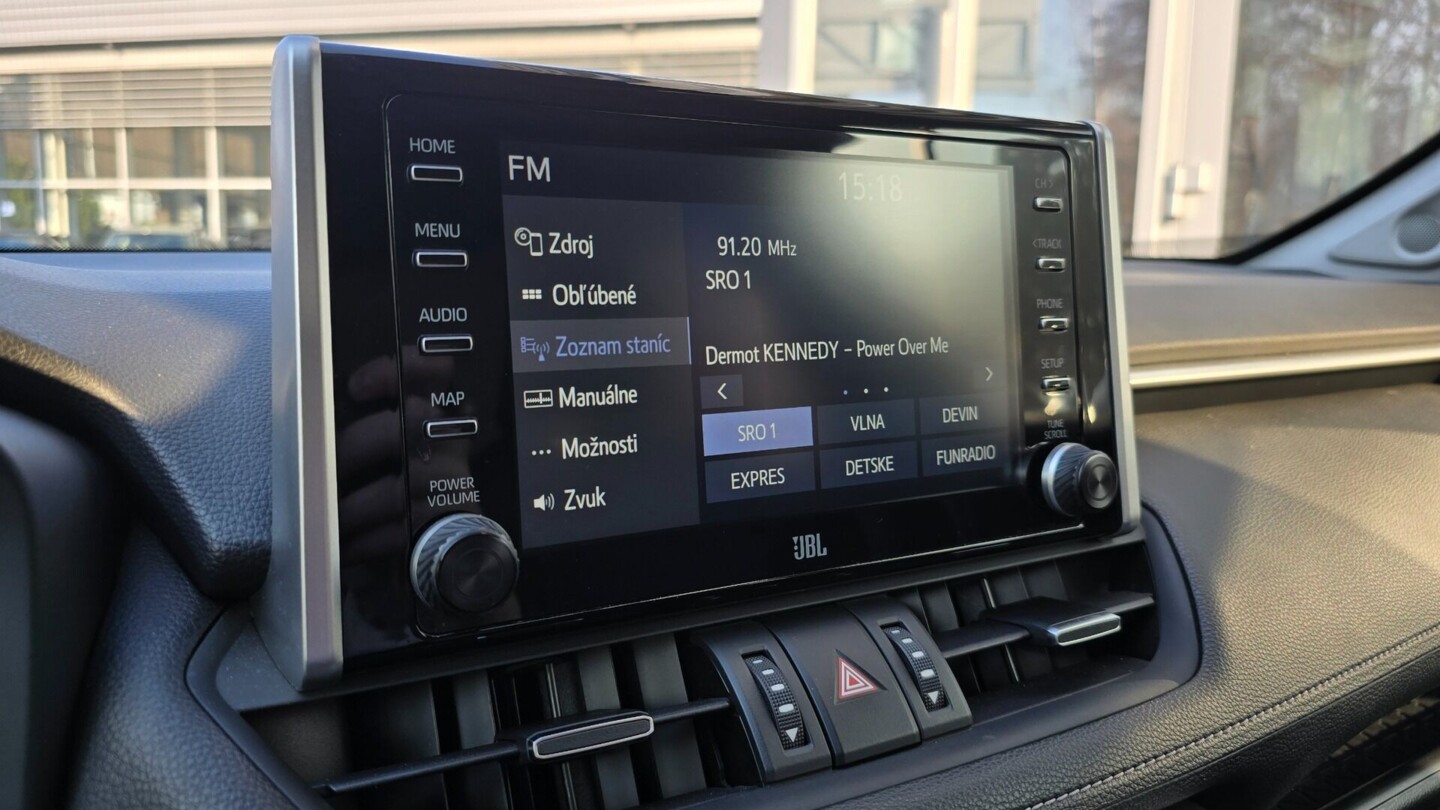 HOME
MENU
AUDIO
MAP
POWER
VOLUME
FM
15:18
Zdroj
Obľúbené
Zoznam staníc
Manuálne
Možnosti
Zvuk
91.20 MHz
SRO 1
Dermot KENNEDY – Power Over Me
< >
SRO 1 VLNA DEVIN
EXPRES DETSKE FUNRADIO
CH >
< TRACK
PHONE
SETUP
TUNE
SCROLL
JBL